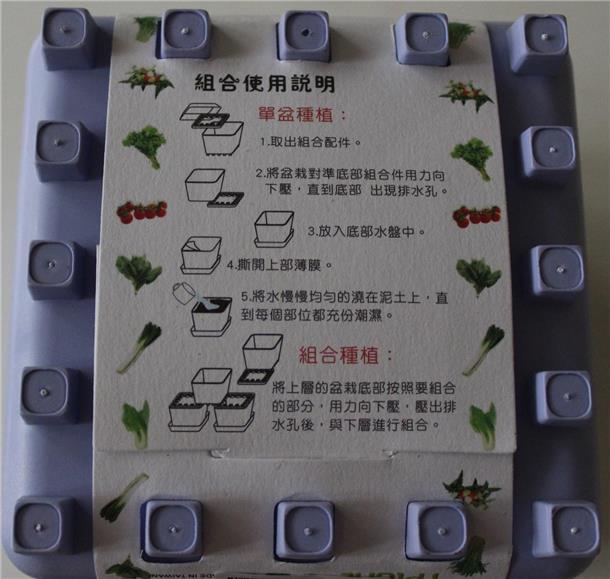 組合使用說明
單盆種植：
1.取出組合配件。
2.將盆栽對準底部組合件用力向
下壓，直到底部 出現排水孔。
3.放入底部水盤中。
4.撕開上部薄膜。
5.將水慢慢均勻的澆在泥土上，直
到每個部位都充份潮濕。
組合種植：
將上層的盆栽底部按照要組合
的部分，用力向下壓，壓出排
水孔後，與下層進行組合。
DE IN TAIWAN